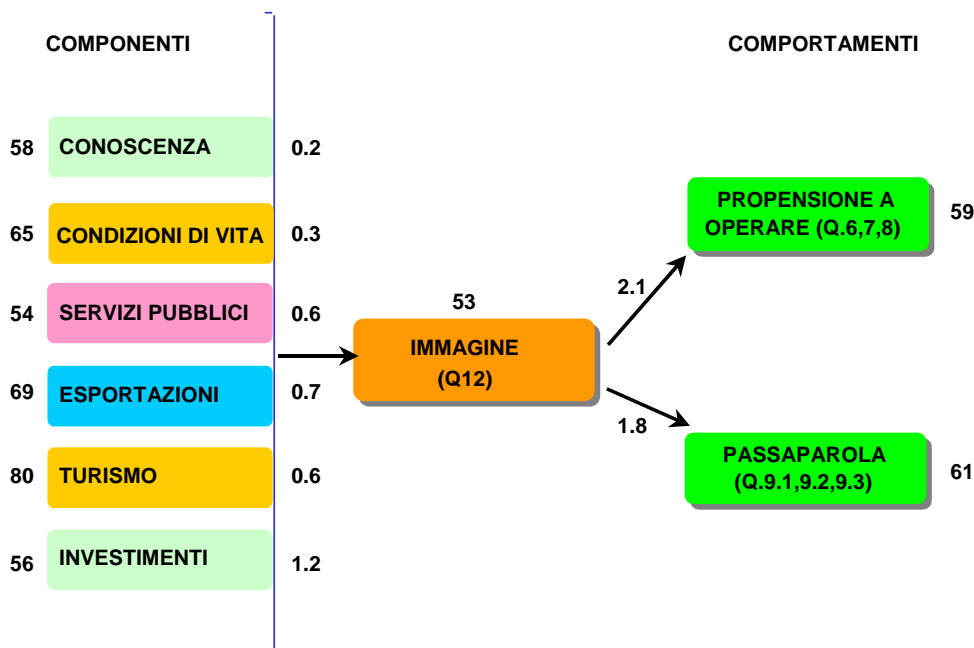 COMPONENTI
COMPORTAMENTI
58 CONOSCENZA 0.2
65 CONDIZIONI DI VITA 0.3
54 SERVIZI PUBBLICI 0.6
69 ESPORTAZIONI 0.7
80 TURISMO 0.6
56 INVESTIMENTI 1.2
53
IMMAGINE
(Q12)
2.1
1.8
PROPENSIONE A
OPERARE (Q.6,7,8)
59
PASSAPAROLA
(Q.9.1,9.2,9.3)
61